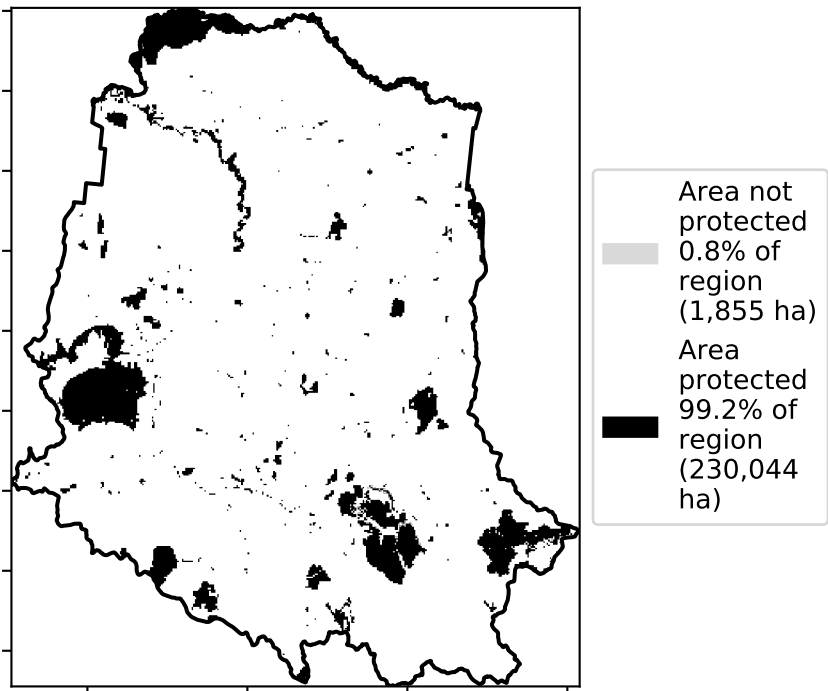 Area not
protected
0.8% of
region
(1,855 ha)
Area
protected
99.2% of
region
(230,044
ha)